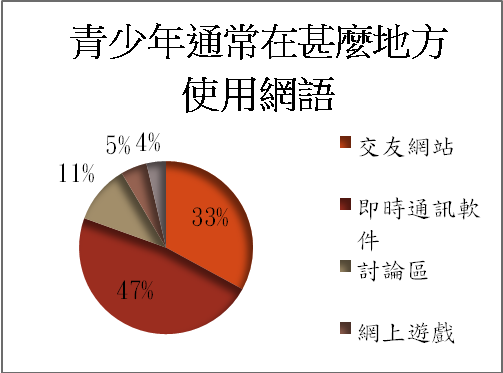 青少年通常在甚麼地方
使用網語
5% 4%
11%
33%
47%
交友網站
即時通訊軟
件
討論區
網上遊戲